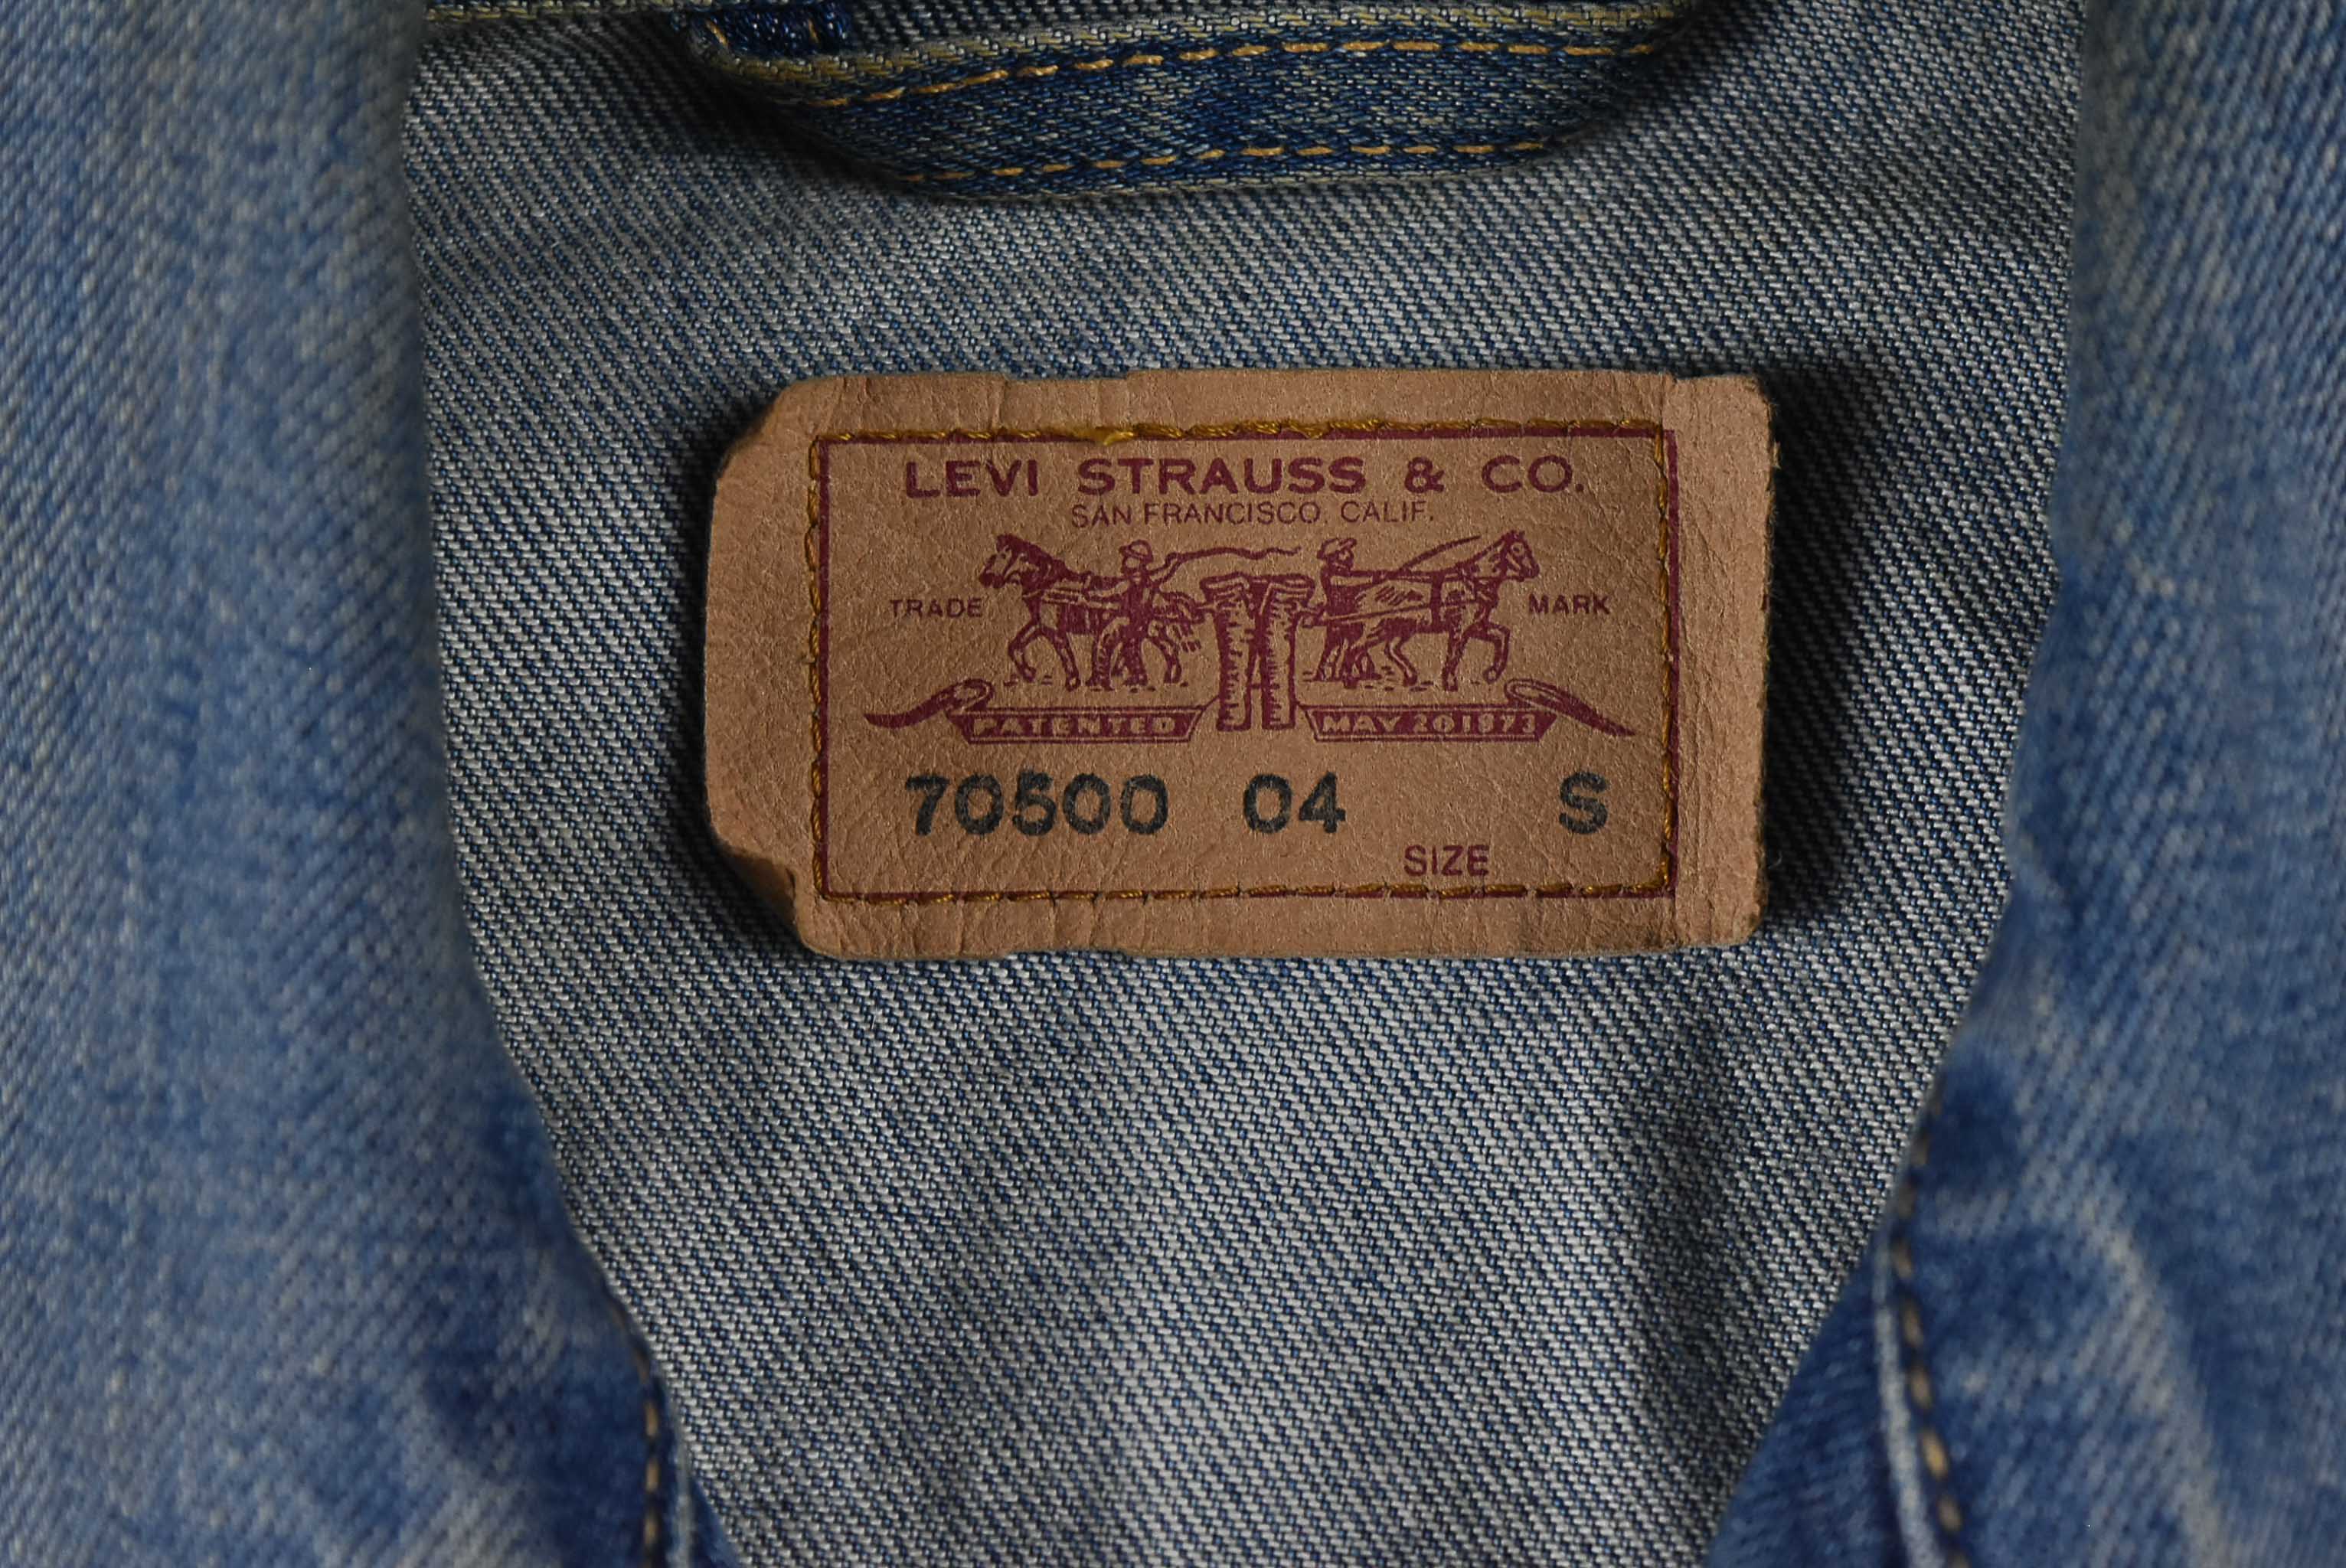 LEVI STRAUSS & CO.
SAN FRANCISCO, CALIF.
TRADE MARK
PATENTED MAY 20 1873
70500 04 S
SIZE